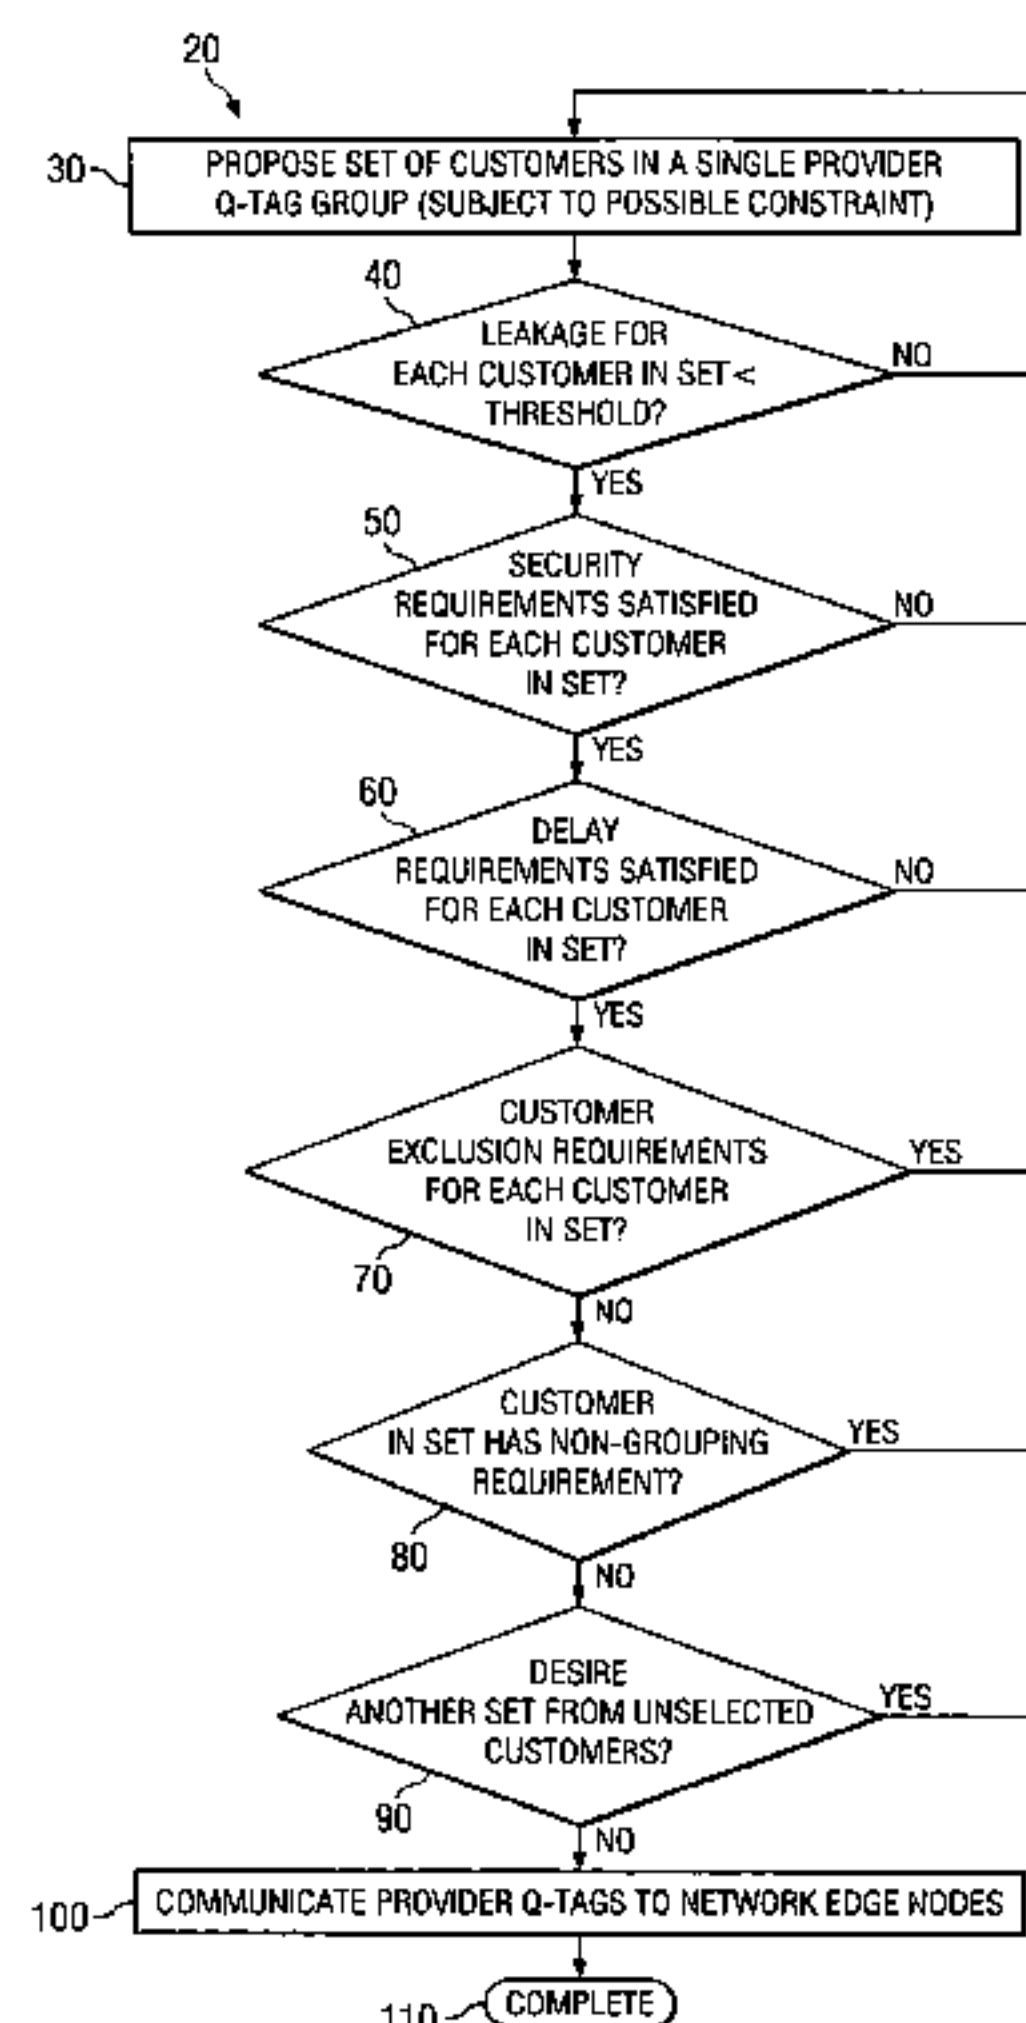 20
30
PROPOSE SET OF CUSTOMERS IN A SINGLE PROVIDER
Q-TAG GROUP (SUBJECT TO POSSIBLE CONSTRAINT)
40
LEAKAGE FOR
EACH CUSTOMER IN SET <
THRESHOLD?
NO
YES
50
SECURITY
REQUIREMENTS SATISFIED
FOR EACH CUSTOMER
IN SET?
NO
YES
60
DELAY
REQUIREMENTS SATISFIED
FOR EACH CUSTOMER
IN SET?
NO
YES
CUSTOMER
EXCLUSION REQUIREMENTS
FOR EACH CUSTOMER
IN SET?
YES
70
NO
CUSTOMER
IN SET HAS NON-GROUPING
REQUIREMENT?
YES
80
NO
DESIRE
ANOTHER SET FROM UNSELECTED
CUSTOMERS?
YES
90
NO
100
COMMUNICATE PROVIDER Q-TAGS TO NETWORK EDGE NODES
110
COMPLETE